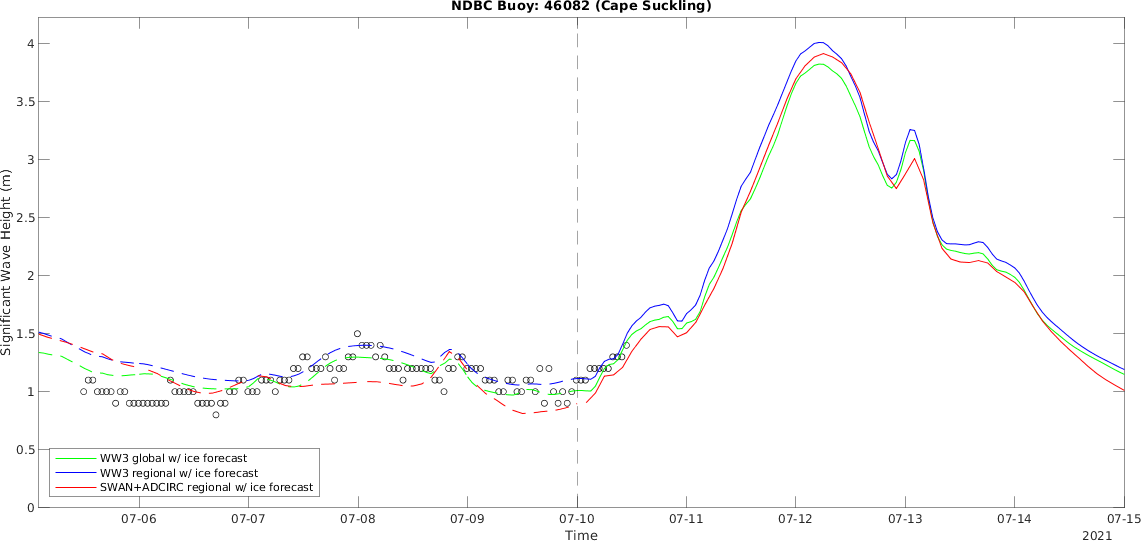 NDBC Buoy: 46082 (Cape Suckling)
Significant Wave Height (m)
4
3.5
3
2.5
2
1.5
1
0.5
0
WW3 global w/ ice forecast
WW3 regional w/ ice forecast
SWAN+ADCIRC regional w/ ice forecast
07-06 07-07 07-08 07-09 07-10 07-11 07-12 07-13 07-14 07-15
Time
2021